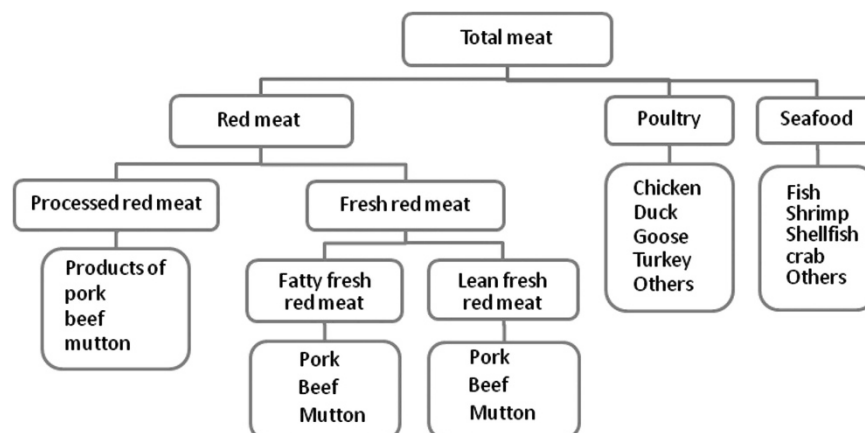 Total meat
Red meat
Poultry
Seafood
Processed red meat
Fresh red meat
Chicken
Duck
Goose
Turkey
Others
Fish
Shrimp
Shellfish
crab
Others
Products of
pork
beef
mutton
Fatty fresh
red meat
Lean fresh
red meat
Pork
Beef
Mutton
Pork
Beef
Mutton